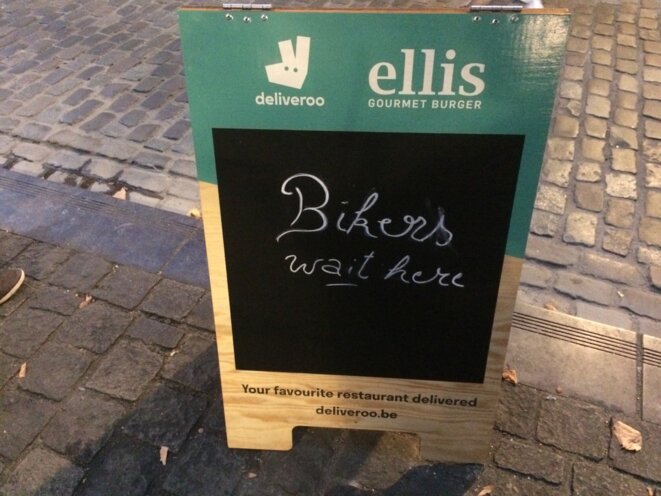 deliveroo
ellis
GOURMET BURGER
Bikers
wait here
Your favourite restaurant delivered
deliveroo.be